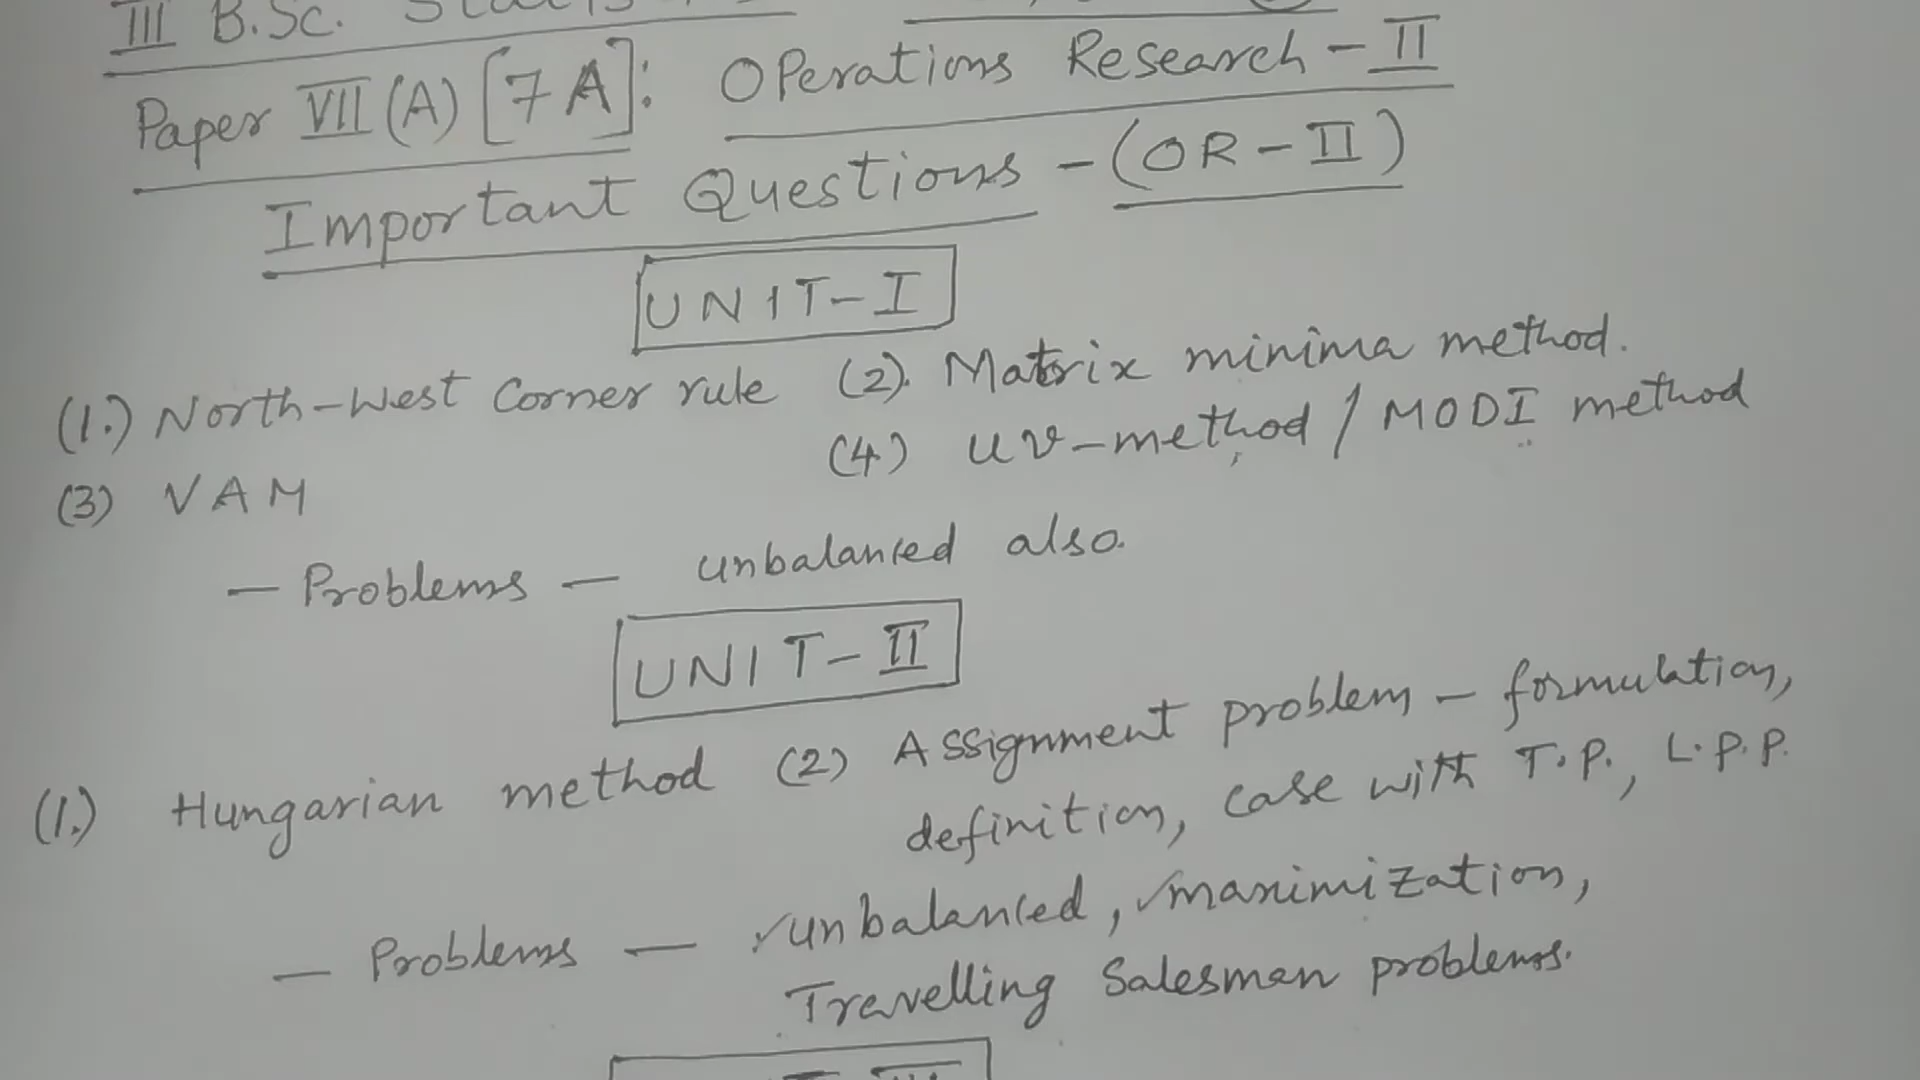 III B.Sc.
Paper VII (A) [7A]: Operations Research - II
Important Questions - (OR - II)
UNIT-I
(1.) North-West Corner rule (2). Matrix minima method.
(3) VAM (4.) UV-method / MODI method
- Problems - unbalanced also.
UNIT-II
(1.) Hungarian method (2) Assignment problem - formulation,
definition, case with T.P., L.P.P.
- Problems - ✓unbalanced, ✓maximization,
Travelling Salesman problems.